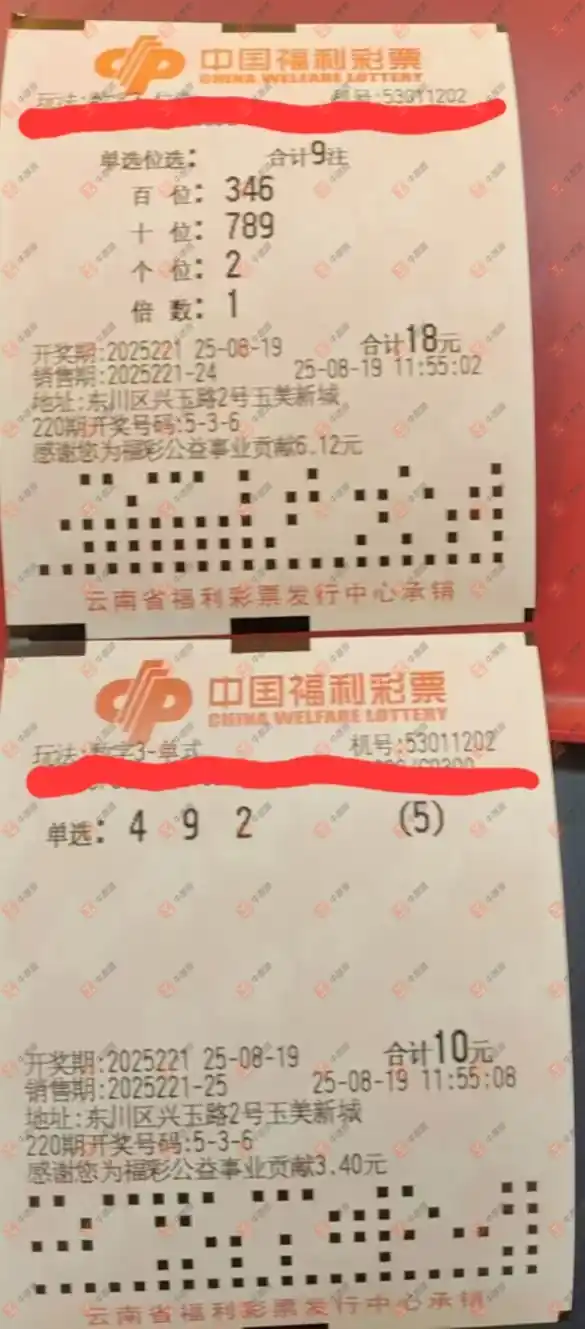 中国福利彩票
CHINA WELFARE LOTTERY
玩法:数字3- 机号:53011202
单选位选: 合计9注
百 位: 346
十 位: 789
个 位: 2
倍 数: 1
开奖期:2025221 25-08-19 合计18元
销售期:2025221-24 25-08-19 11:55:02
地址:东川区兴玉路2号玉美新城
220期开奖号码:5-3-6
感谢您为福彩公益事业贡献6.12元
云南省福利彩票发行中心承销
中国福利彩票
CHINA WELFARE LOTTERY
玩法:数字3-单式 机号:53011202
单选: 4 9 2 (5)
开奖期:2025221 25-08-19 合计10元
销售期:2025221-25 25-08-19 11:55:08
地址:东川区兴玉路2号玉美新城
220期开奖号码:5-3-6
感谢您为福彩公益事业贡献3.40元
云南省福利彩票发行中心承销